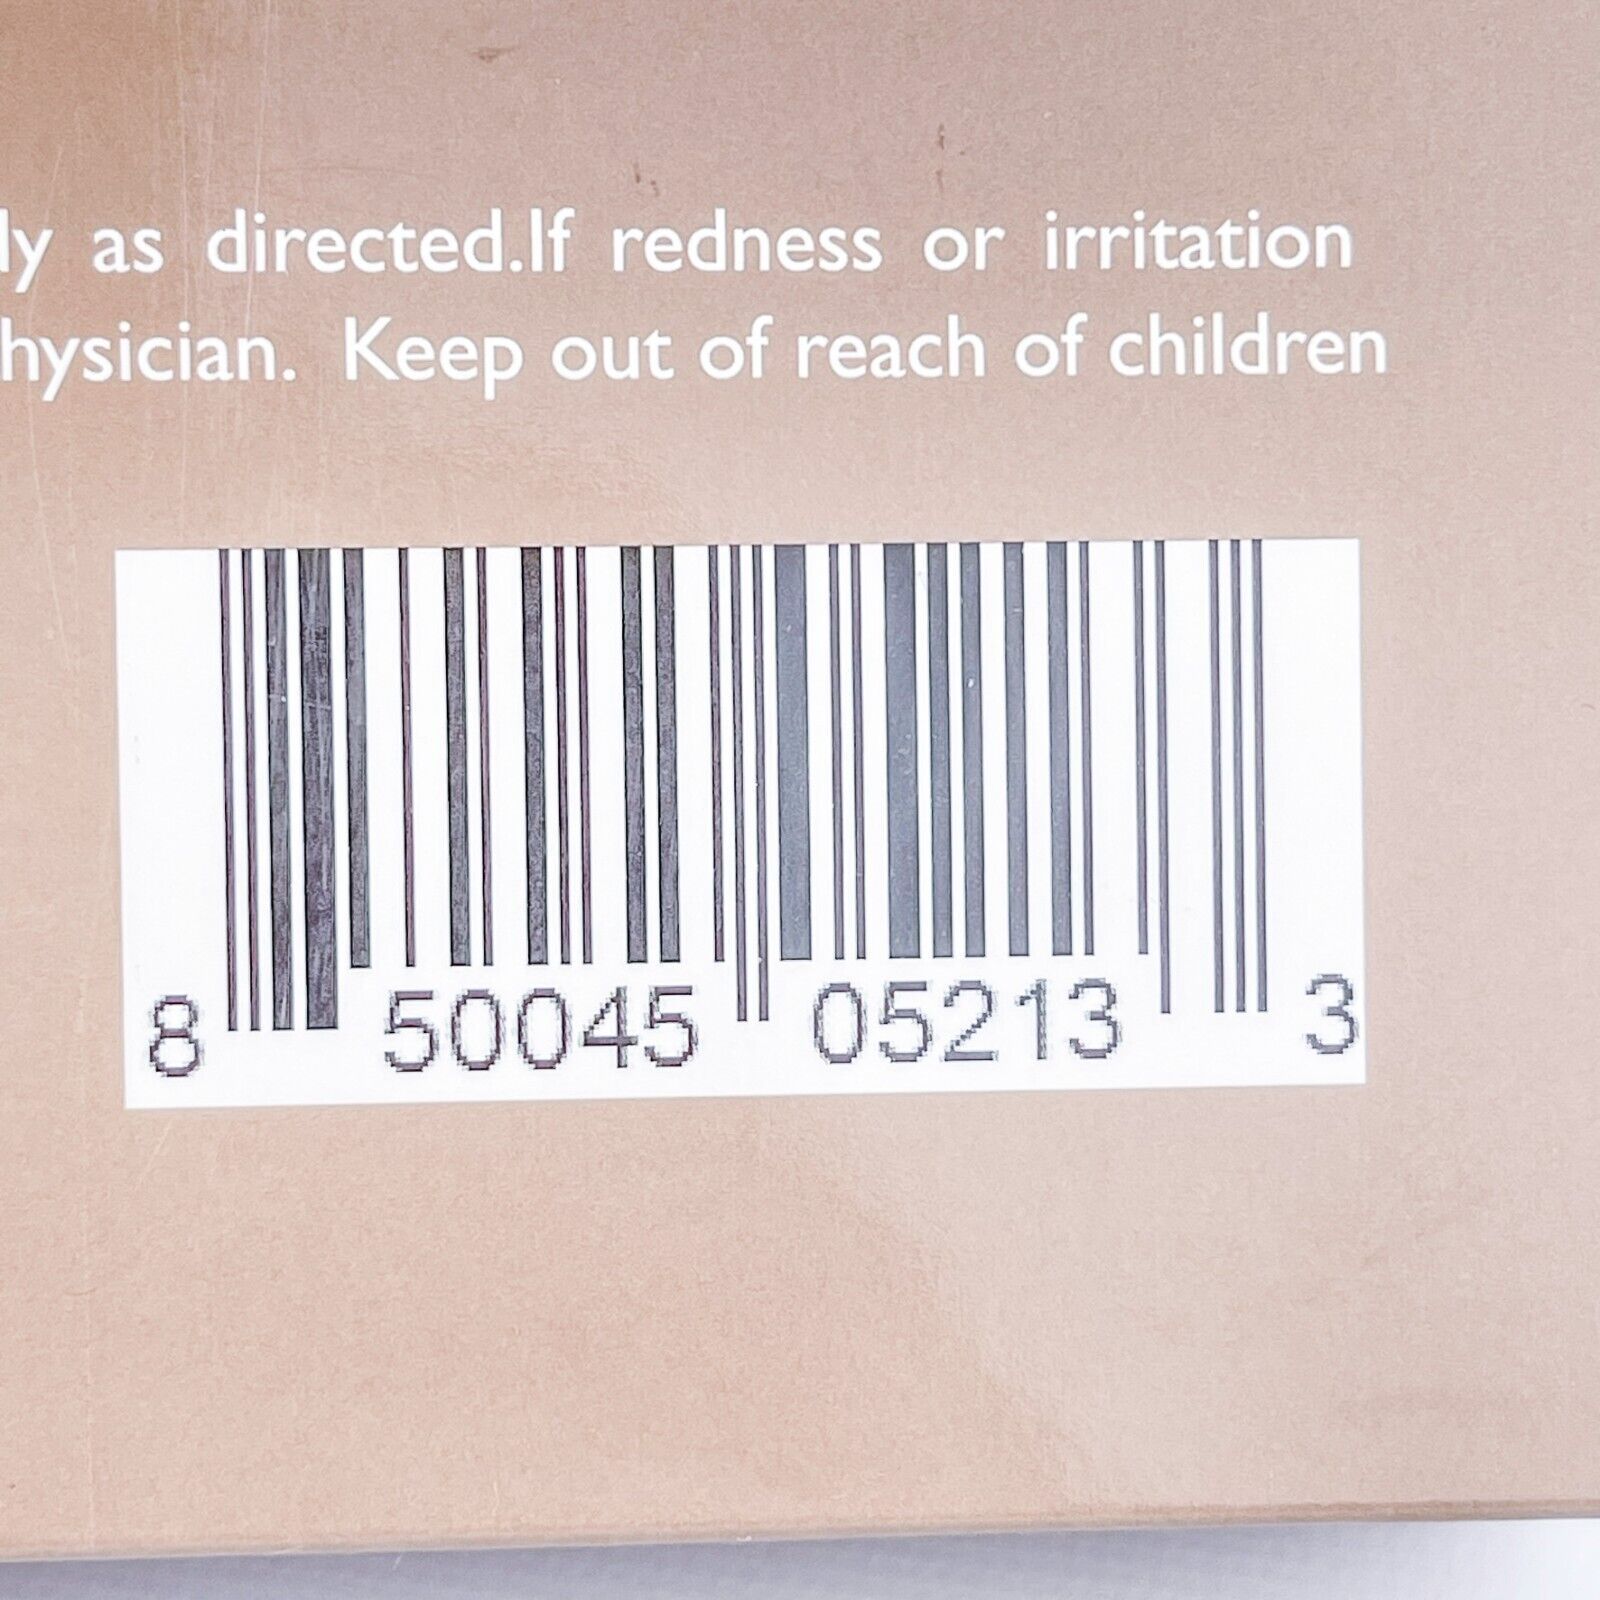 ly as directed.If redness or irritation
hysician. Keep out of reach of children
8 50045 05213 3